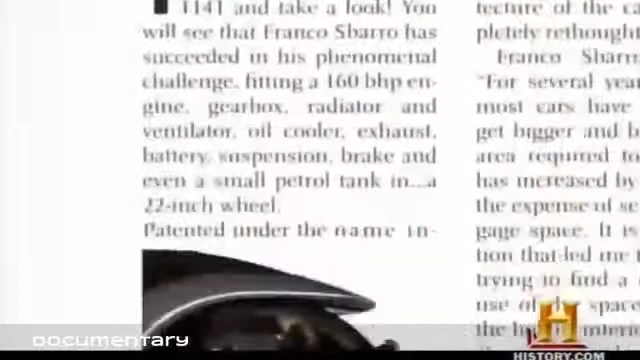 1141 and take a look! You
will see that Franco Sbarro has
succeeded in his phenomenal
challenge, fitting a 160 bhp en-
gine, gearbox, radiator and
ventilator, oil cooler, exhaust,
battery, suspension, brake and
even a small petrol tank in...a
22-inch wheel.
Patented under the name in-
tecture of the ca
pletely rethought
Franco Sbarro
"For several year
most cars have
get bigger and b
area required to
has increased by
the expense of se
gage space. It is
tion that led me t
trying to find a
use of the space
the
Documentary
H
HISTORY.COM